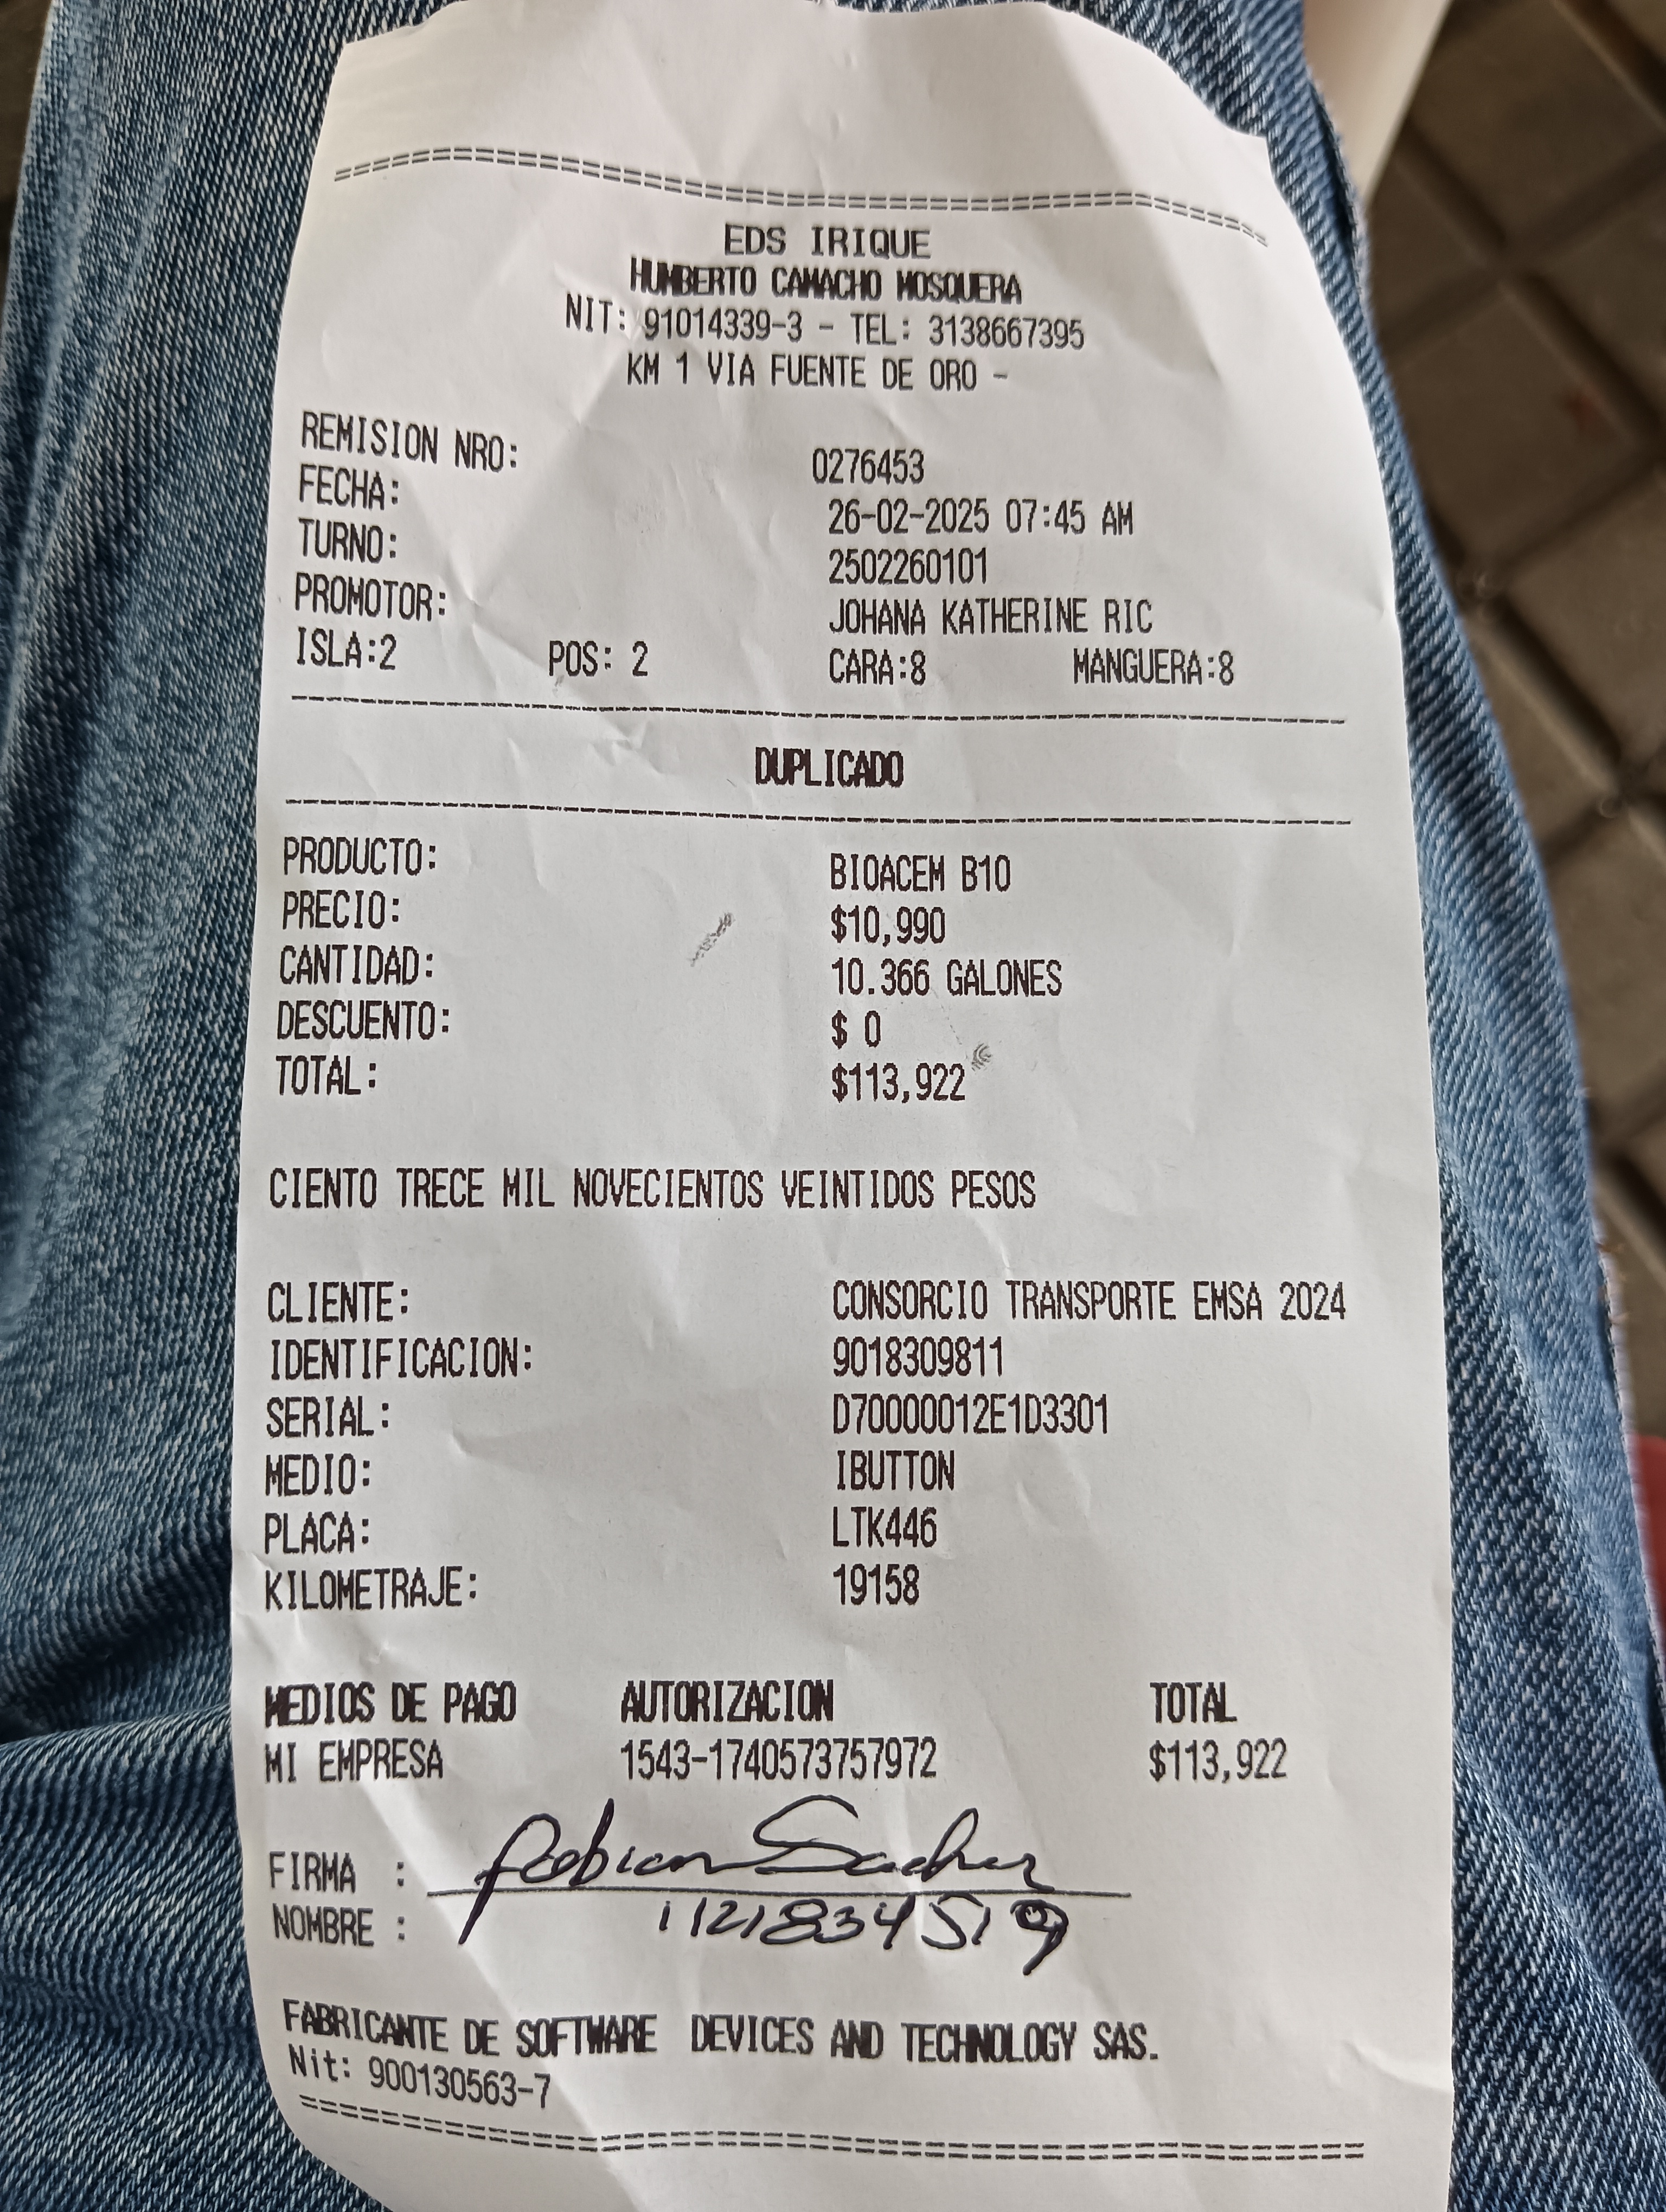 ================================================
EDS IRIQUE
HUMBERTO CAMACHO MOSQUERA
NIT: 91014339-3 - TEL: 3138667395
KM 1 VIA FUENTE DE ORO -
REMISION NRO: 0276453
FECHA: 26-02-2025 07:45 AM
TURNO: 2502260101
PROMOTOR: JOHANA KATHERINE RIC
ISLA:2 POS: 2 CARA:8 MANGUERA:8
DUPLICADO
PRODUCTO: BIOACEM B10
PRECIO: $10,990
CANTIDAD: 10.366 GALONES
DESCUENTO: $ 0
TOTAL: $113,922
CIENTO TRECE MIL NOVECIENTOS VEINTIDOS PESOS
CLIENTE: CONSORCIO TRANSPORTE EMSA 2024
IDENTIFICACION: 9018309811
SERIAL: D70000012E1D3301
MEDIO: IBUTTON
PLACA: LTK446
KILOMETRAJE: 19158
MEDIOS DE PAGO AUTORIZACION TOTAL
MI EMPRESA 1543-1740573757972 $113,922
FIRMA : Fabian
NOMBRE : 1121834519
FABRICANTE DE SOFTWARE DEVICES AND TECHNOLOGY SAS.
Nit: 900130563-7
================================================